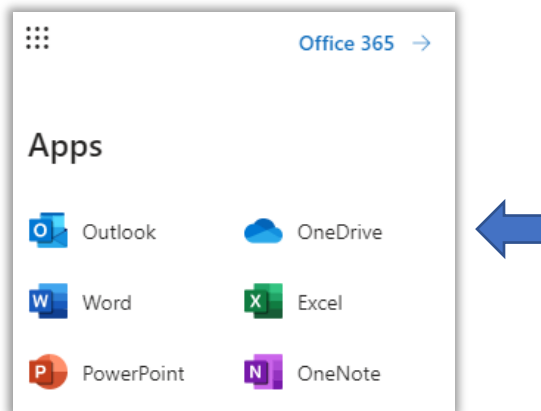 Office 365 →
Apps
O Outlook OneDrive
W Word X Excel
P PowerPoint N OneNote